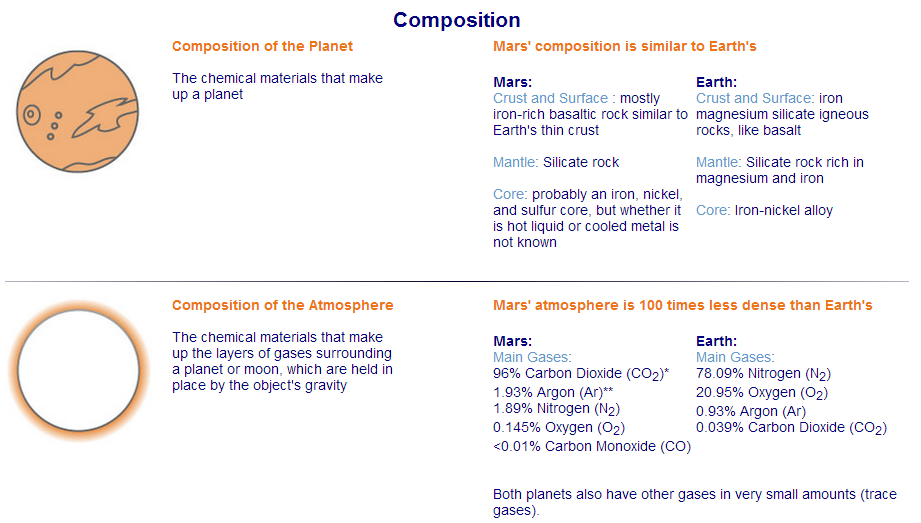 Composition
Composition of the Planet
The chemical materials that make
up a planet
Mars' composition is similar to Earth's
Mars:
Crust and Surface : mostly
iron-rich basaltic rock similar to
Earth's thin crust
Mantle: Silicate rock
Core: probably an iron, nickel,
and sulfur core, but whether it
is hot liquid or cooled metal is
not known
Earth:
Crust and Surface: iron
magnesium silicate igneous
rocks, like basalt
Mantle: Silicate rock rich in
magnesium and iron
Core: Iron-nickel alloy
Composition of the Atmosphere
The chemical materials that make
up the layers of gases surrounding
a planet or moon, which are held in
place by the object's gravity
Mars' atmosphere is 100 times less dense than Earth's
Mars:
Main Gases:
96% Carbon Dioxide (CO₂)*
1.93% Argon (Ar)**
1.89% Nitrogen (N₂)
0.145% Oxygen (O₂)
<0.01% Carbon Monoxide (CO)
Earth:
Main Gases:
78.09% Nitrogen (N₂)
20.95% Oxygen (O₂)
0.93% Argon (Ar)
0.039% Carbon Dioxide (CO₂)
Both planets also have other gases in very small amounts (trace
gases).